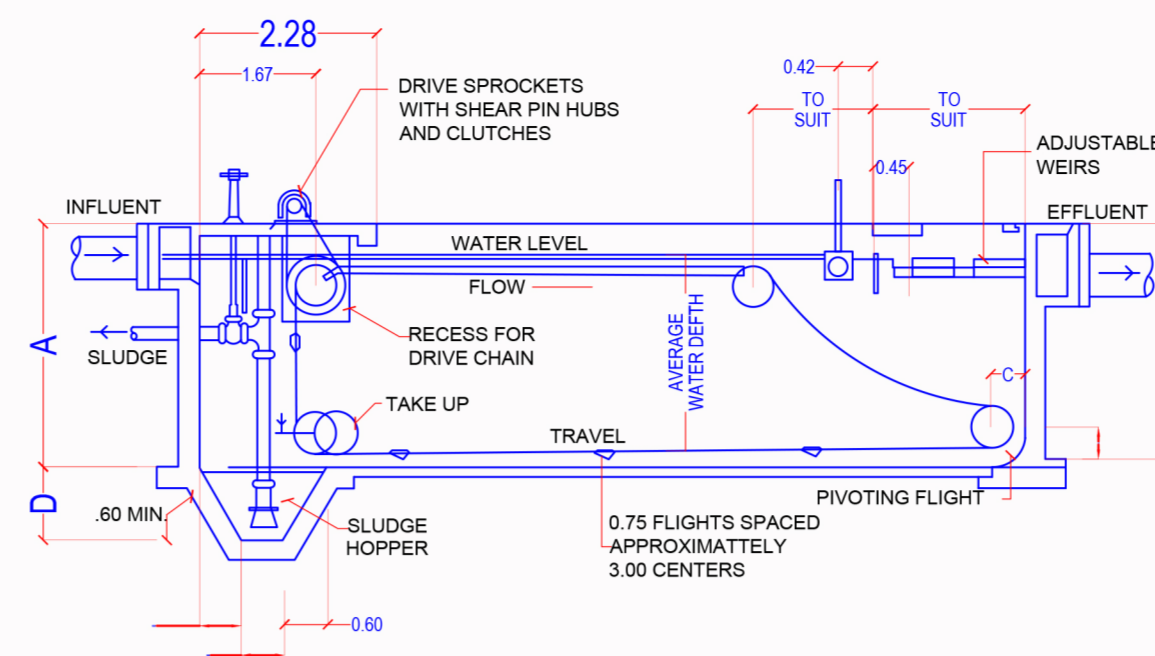 2.28
1.67
DRIVE SPROCKETS
WITH SHEAR PIN HUBS
AND CLUTCHES
0.42
TO
SUIT
TO
SUIT
0.45
ADJUSTABLE
WEIRS
INFLUENT
EFFLUENT
WATER LEVEL
FLOW
RECESS FOR
DRIVE CHAIN
SLUDGE
A
AVERAGE
WATER DEFTH
C
TAKE UP
TRAVEL
PIVOTING FLIGHT
D
.60 MIN.
SLUDGE
HOPPER
0.75 FLIGHTS SPACED
APPROXIMATTELY
3.00 CENTERS
0.60